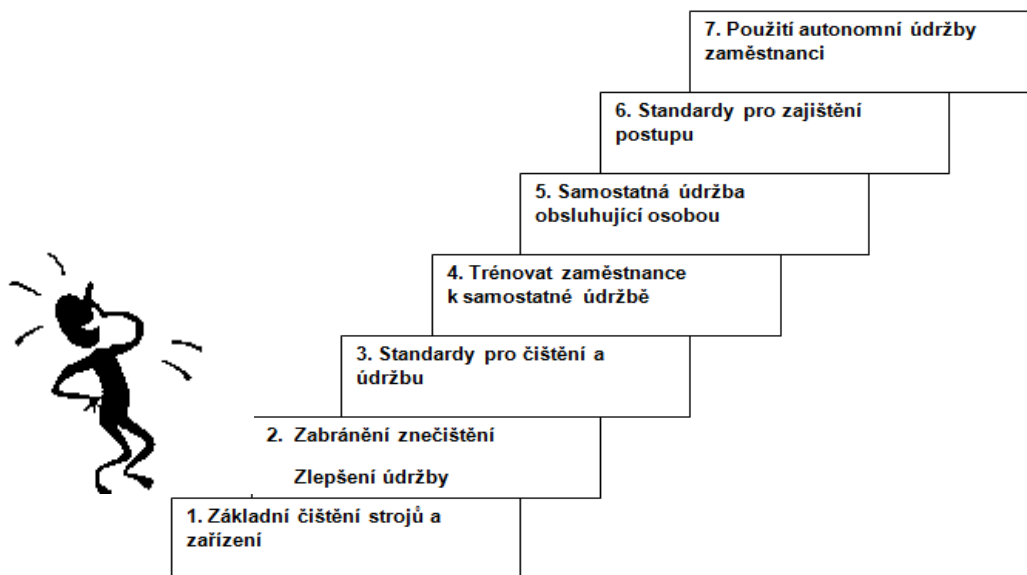 7. Použití autonomní údržby
zaměstnanci
6. Standardy pro zajištění
postupu
5. Samostatná údržba
obsluhující osobou
4. Trénovat zaměstnance
k samostatné údržbě
3. Standardy pro čištění a
údržbu
2. Zabránění znečištění
Zlepšení údržby
1. Základní čištění strojů a
zařízení